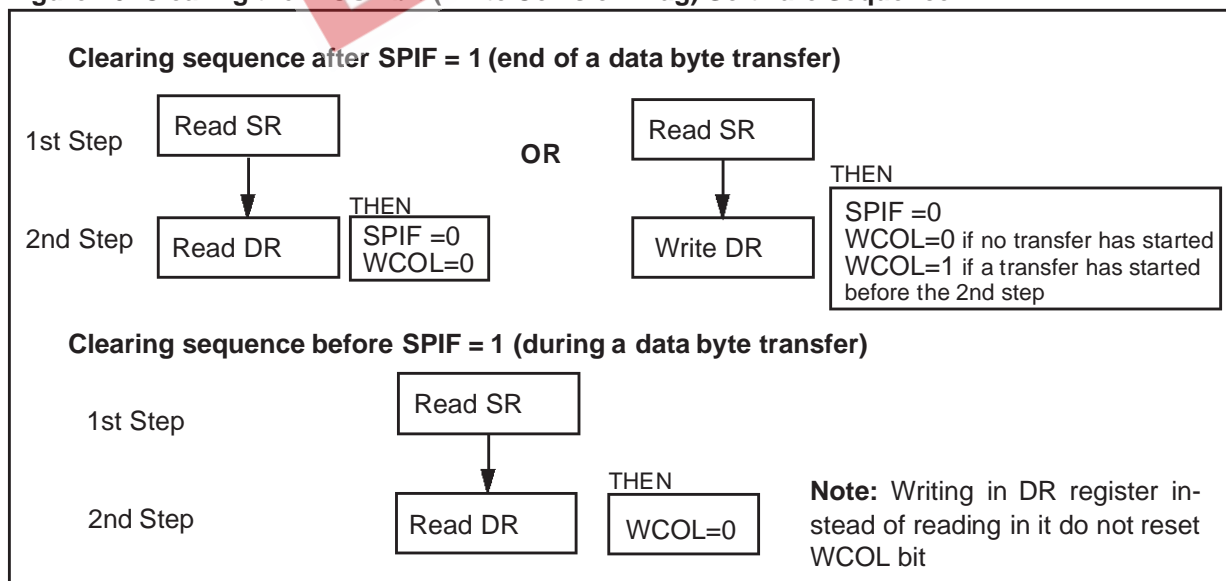 Clearing sequence after SPIF = 1 (end of a data byte transfer)
1st Step
Read SR
OR
Read SR
THEN
THEN
2nd Step
Read DR
SPIF =0
WCOL=0
Write DR
SPIF =0
WCOL=0 if no transfer has started
WCOL=1 if a transfer has started
before the 2nd step
Clearing sequence before SPIF = 1 (during a data byte transfer)
1st Step
Read SR
THEN
2nd Step
Read DR
WCOL=0
Note: Writing in DR register in-
stead of reading in it do not reset
WCOL bit